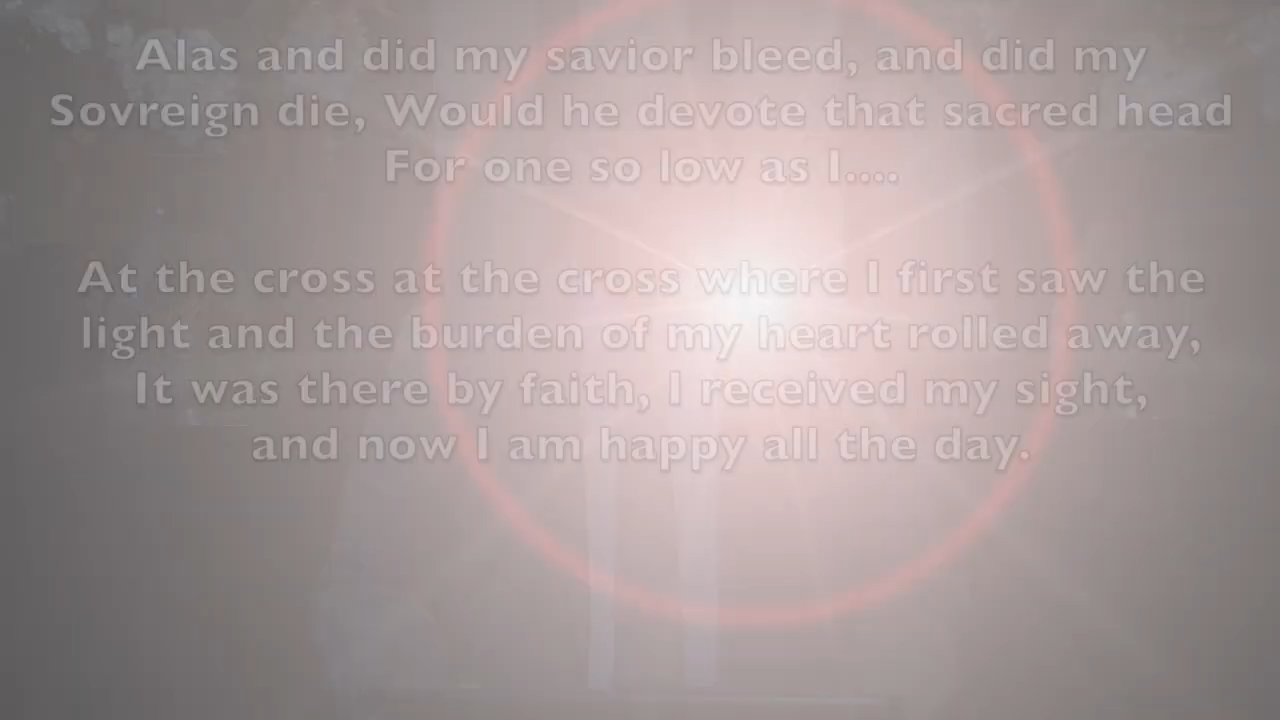 Alas and did my savior bleed, and did my
Sovreign die, Would he devote that sacred head
For one so low as I....
At the cross at the cross where I first saw the
light and the burden of my heart rolled away,
It was there by faith, I received my sight,
and now I am happy all the day.